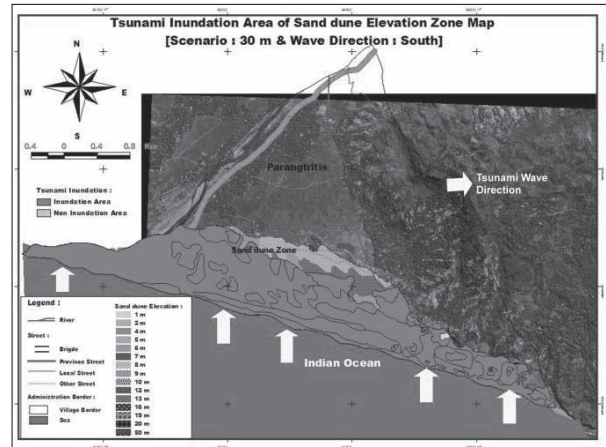 Tsunami Inundation Area of Sand dune Elevation Zone Map
[Scenario : 30 m & Wave Direction : South]
N
W
E
S
0.4
0
0.4
0.8
Km
Tsunami Inundation :
Inundation Area
Non Inundation Area
Parangtritis
Tsunami Wave
Direction
Sand dune Zone
Indian Ocean
Legend :
River
Street :
Brigde
Province Street
Local Street
Other Street
Administration Border :
Village Border
Sea
Sand dune Elevation :
1 m
2 m
4 m
5 m
6 m
7 m
8 m
9 m
10 m
12 m
13 m
16 m
19 m
20 m